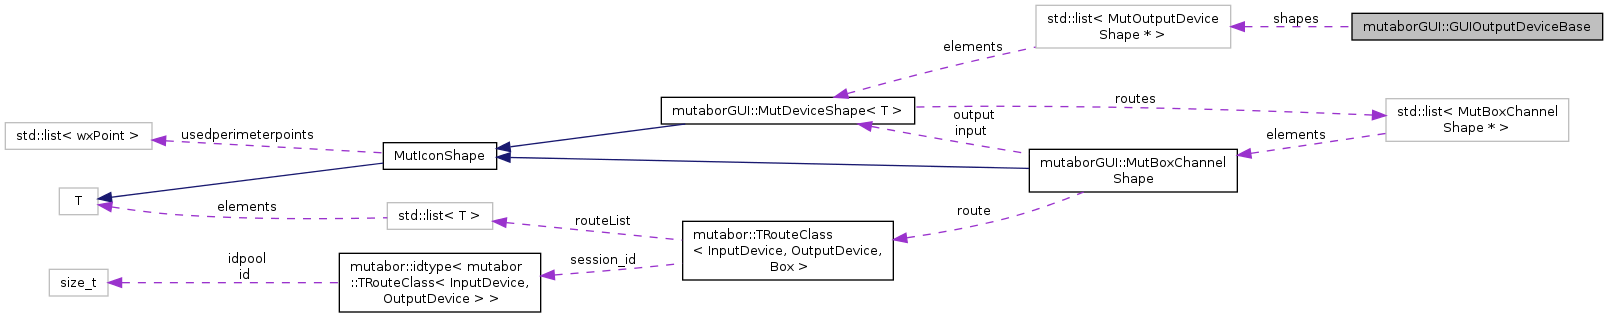 std::list< MutOutputDevice
Shape * >
shapes
mutaborGUI::GUIOutputDeviceBase
elements
mutaborGUI::MutDeviceShape< T >
routes
std::list< MutBoxChannel
Shape * >
output
input
elements
std::list< wxPoint >
usedperimeterpoints
MutIconShape
mutaborGUI::MutBoxChannel
Shape
T
elements
std::list< T >
routeList
route
mutabor::TRouteClass
< InputDevice, OutputDevice,
Box >
idpool
id
session_id
size_t
mutabor::idtype< mutabor
::TRouteClass< InputDevice,
OutputDevice > >